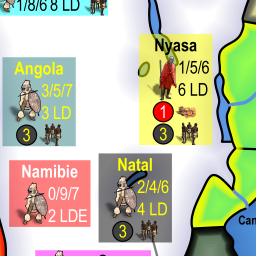 1/8/6 8 LD
Nyasa
1/5/6
6 LD
1
3
Angola
3/5/7
3 LD
3
Namibie
0/9/7
2 LDE
Natal
2/4/6
4 LD
3